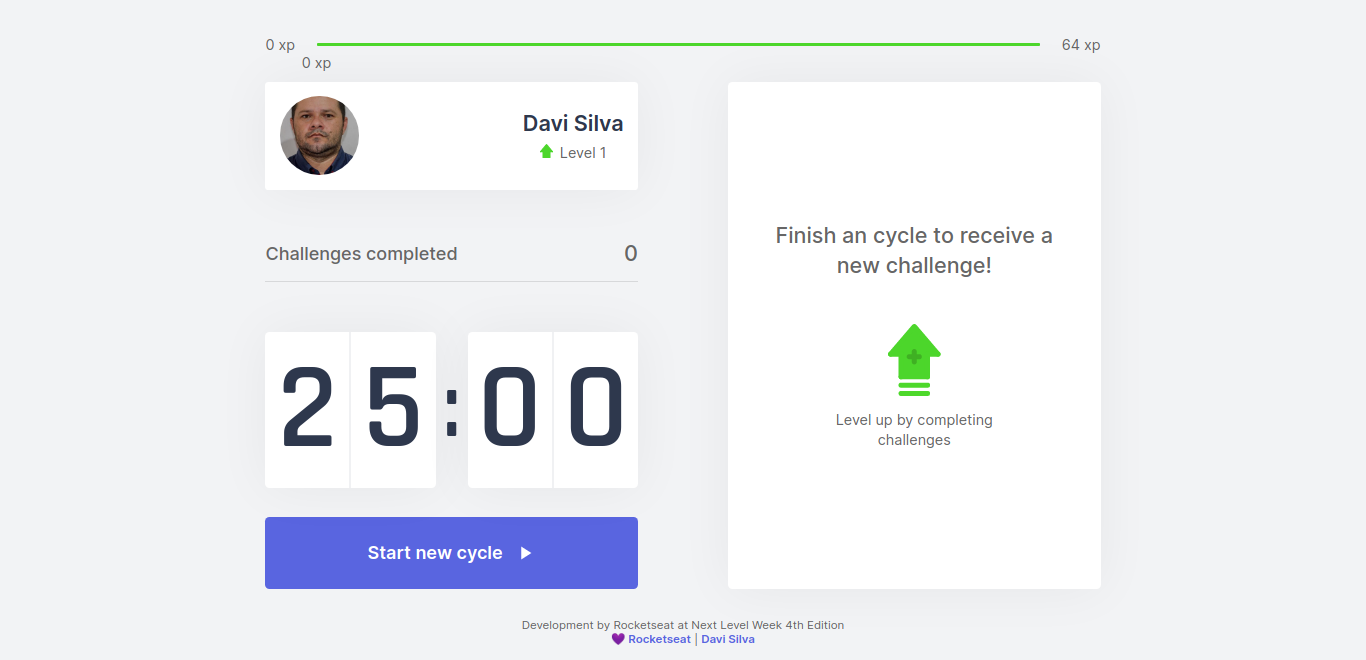 0 xp
64 xp
0 xp
Davi Silva
Level 1
Challenges completed
0
25:00
Start new cycle
Finish an cycle to receive a
new challenge!
Level up by completing
challenges
Development by Rocketseat at Next Level Week 4th Edition
💜 Rocketseat | Davi Silva